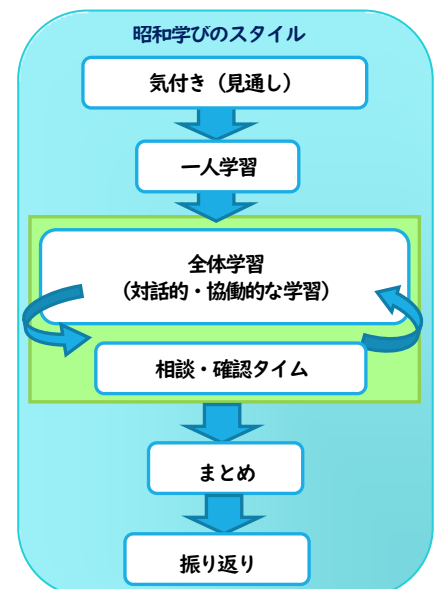 昭和学びのスタイル
気付き（見通し）
一人学習
全体学習
（対話的・協働的な学習）
相談・確認タイム
まとめ
振り返り